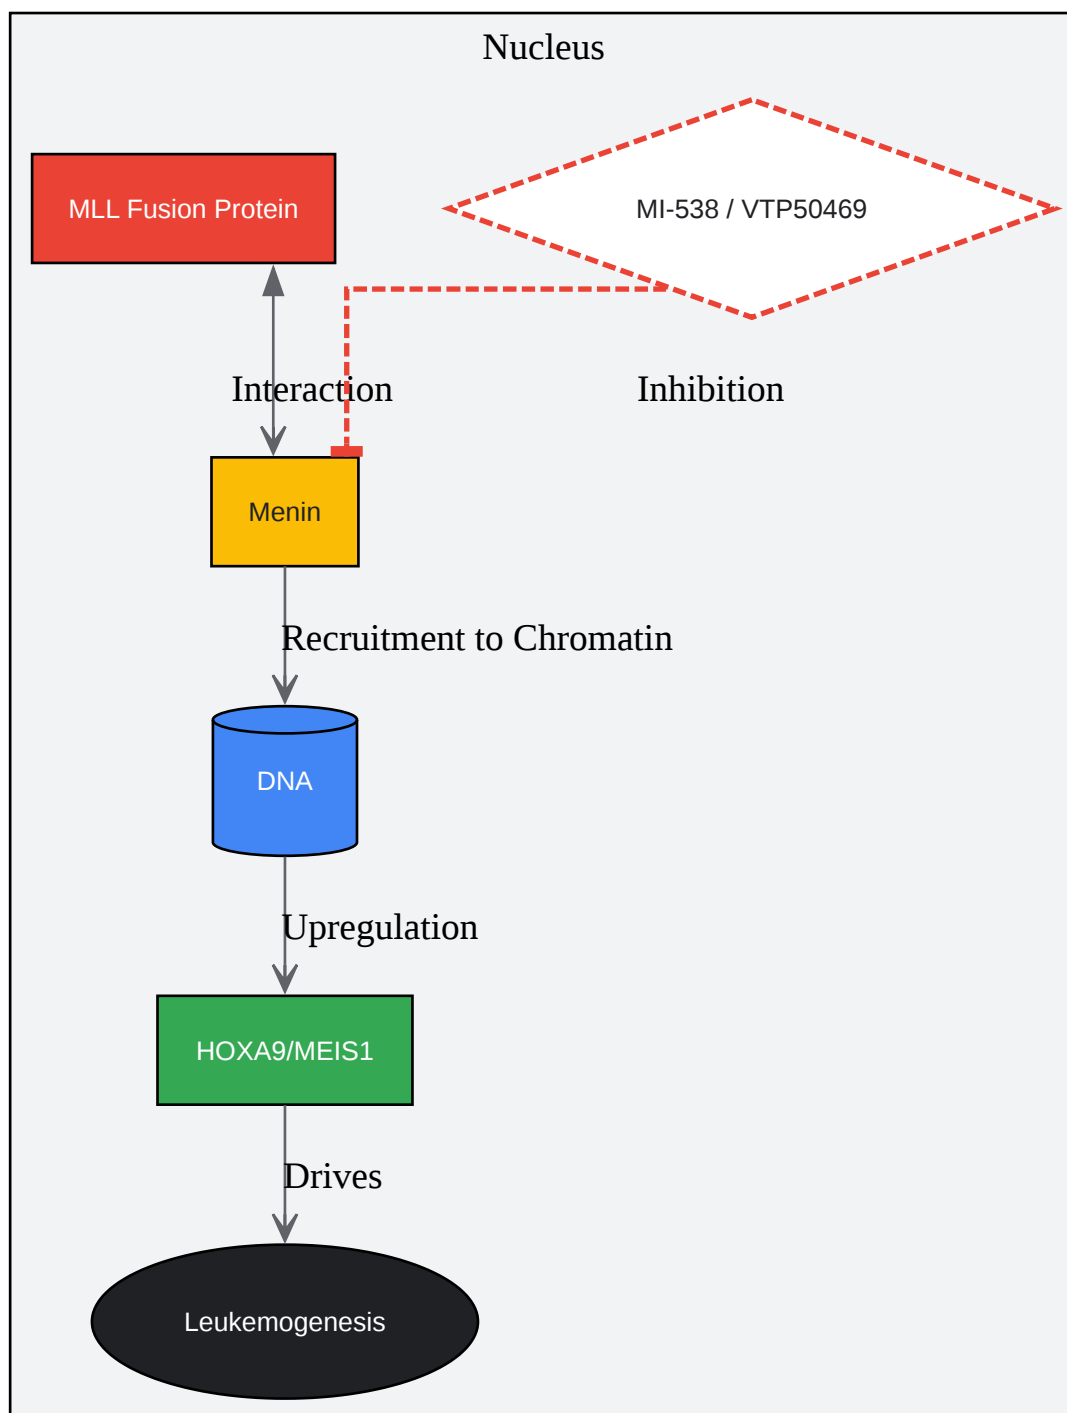 Nucleus
MLL Fusion Protein
MI-538 / VTP50469
Interaction
Inhibition
Menin
Recruitment to Chromatin
DNA
Upregulation
HOXA9/MEIS1
Drives
Leukemogenesis